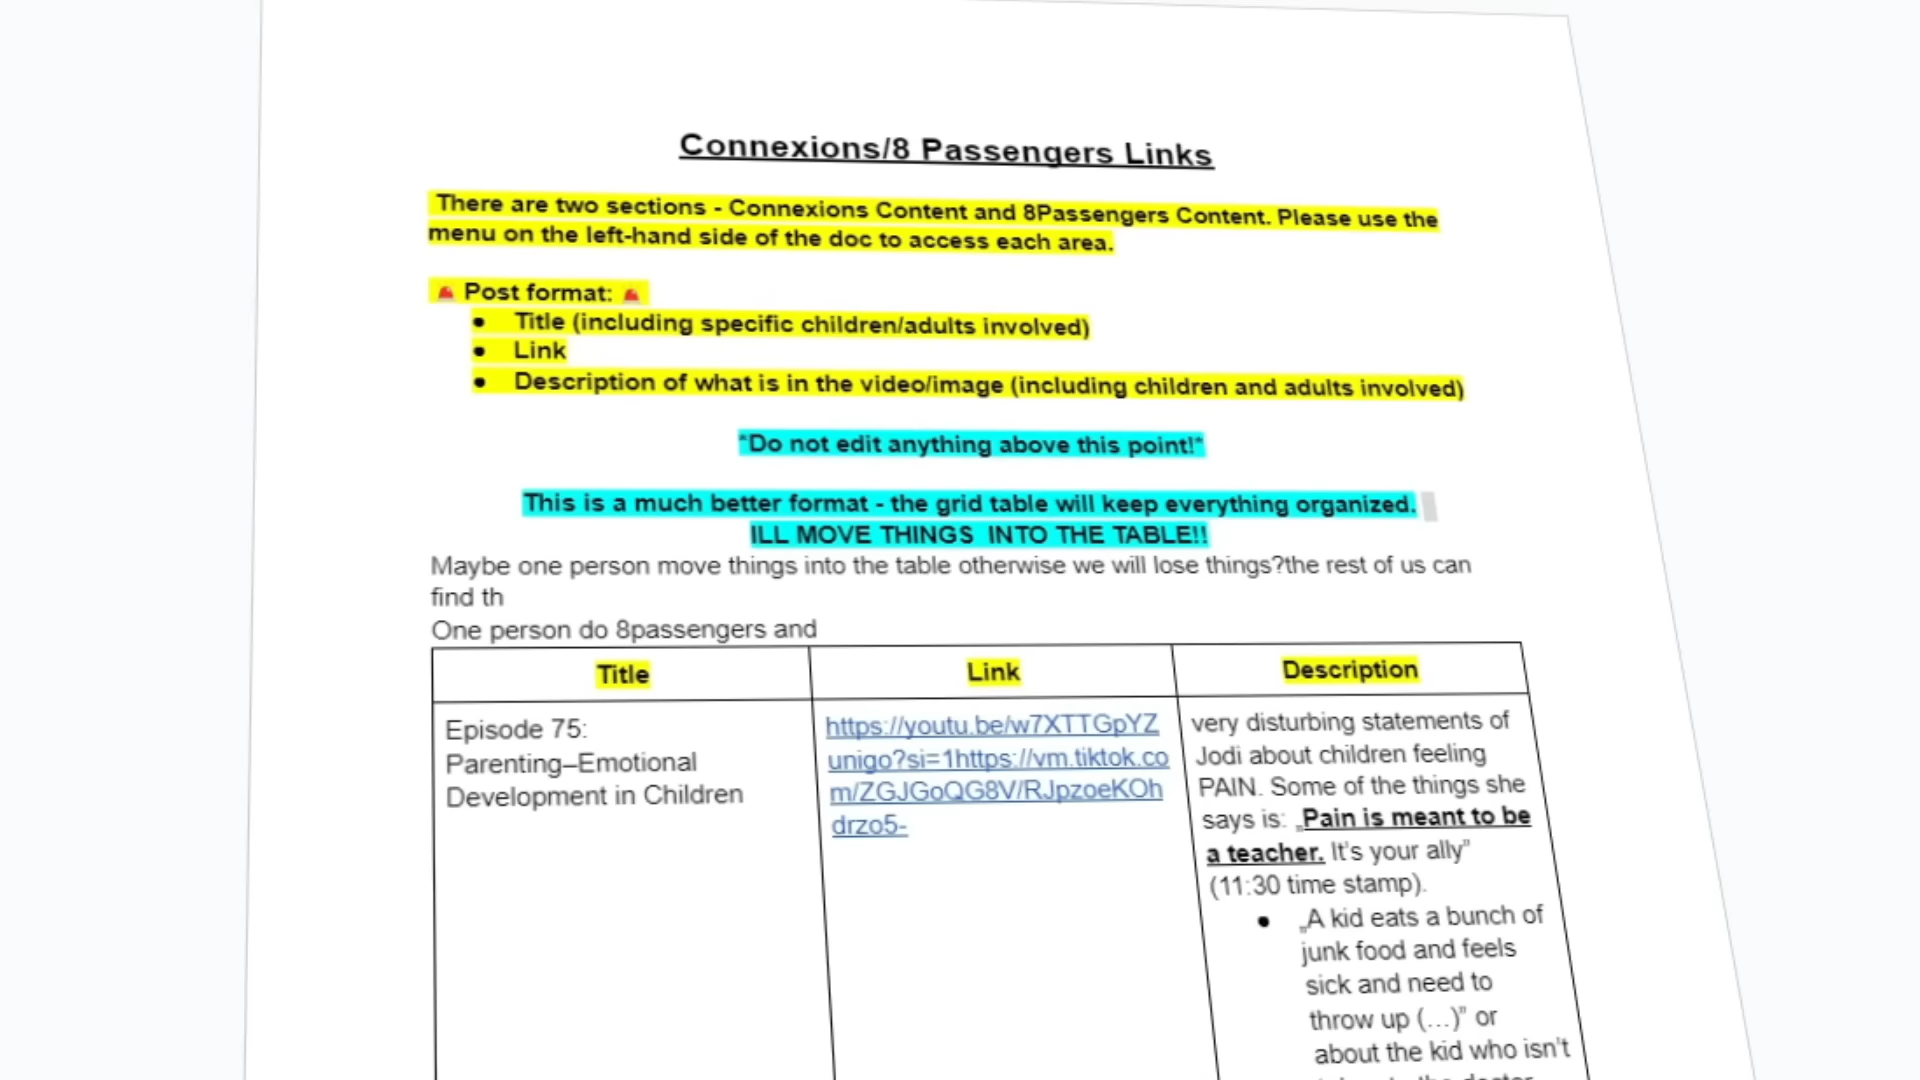 Connexions/8 Passengers Links
There are two sections - Connexions Content and 8Passengers Content. Please use the
menu on the left-hand side of the doc to access each area.
Post format:
● Title (including specific children/adults involved)
● Link
● Description of what is in the video/image (including children and adults involved)
*Do not edit anything above this point!*
This is a much better format - the grid table will keep everything organized.
ILL MOVE THINGS INTO THE TABLE!!
Maybe one person move things into the table otherwise we will lose things?the rest of us can
find th
One person do 8passengers and
Title
Link
Description
Episode 75:
Parenting–Emotional
Development in Children
https://youtu.be/w7XTTGpYZ
unigo?si=1https://vm.tiktok.co
m/ZGJGoQG8V/RJpzoeKOh
drzo5-
very disturbing statements of
Jodi about children feeling
PAIN. Some of the things she
says is: „Pain is meant to be
a teacher. It's your ally”
(11:30 time stamp).
● „A kid eats a bunch of
junk food and feels
sick and need to
throw up (…)” or
about the kid who isn't